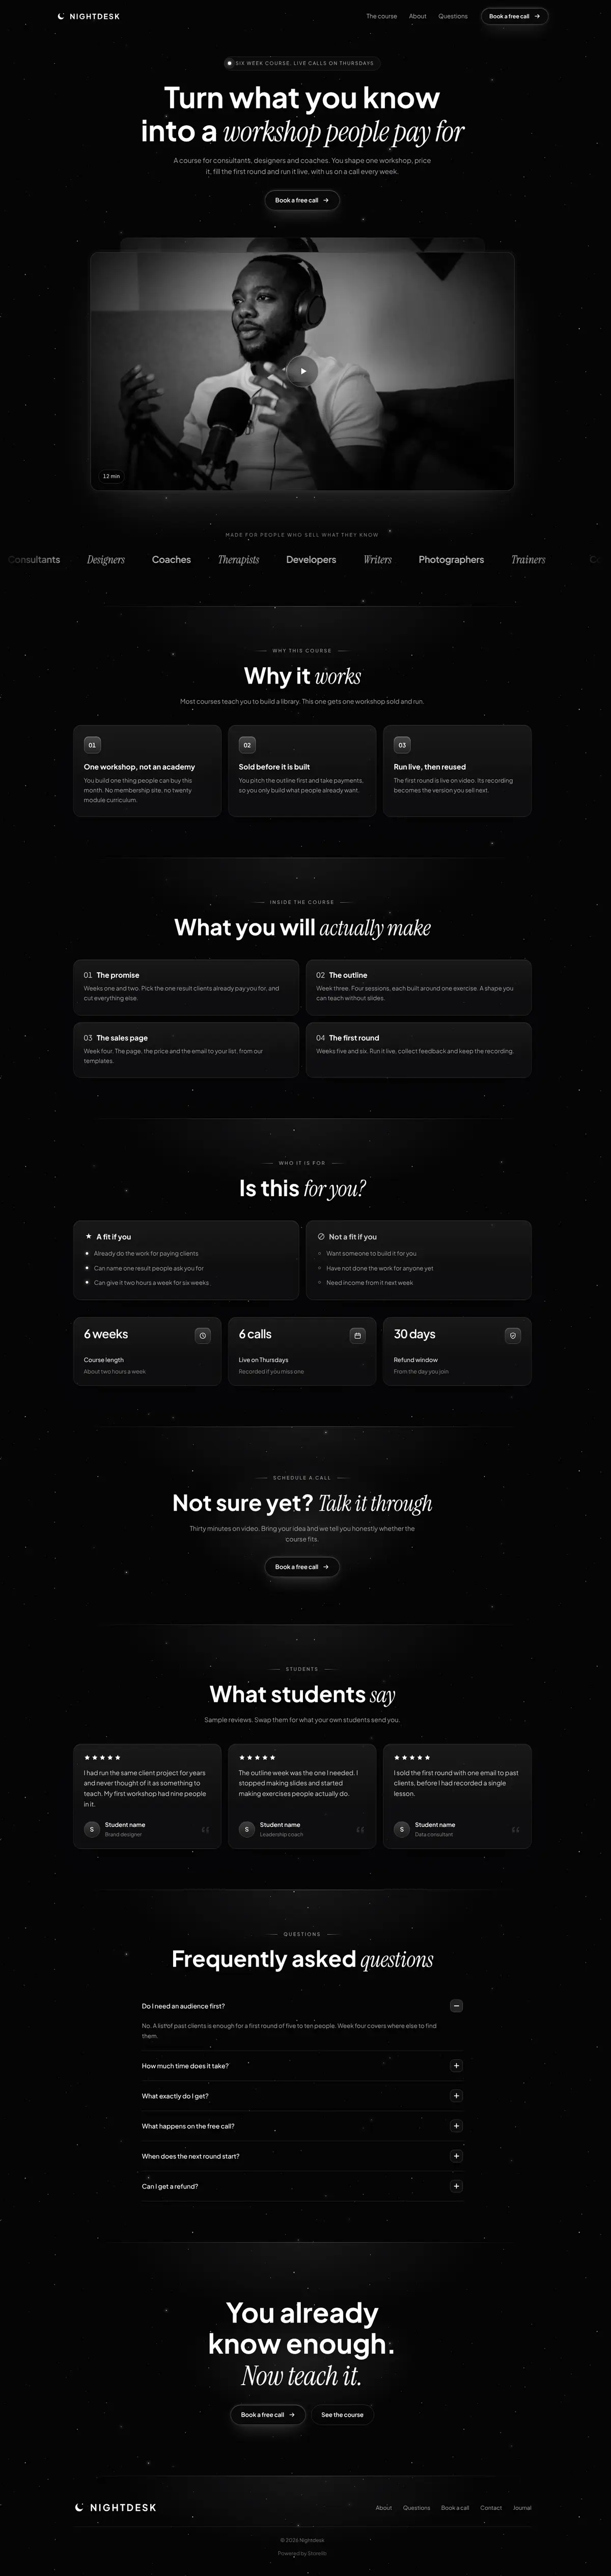 NIGHTDESK
The course
About
Questions
Book a free call
SIX WEEK COURSE. LIVE CALLS ON THURSDAYS
Turn what you know
into a workshop people pay for
A course for consultants, designers and coaches. You shape one workshop, price
it, fill the first round and run it live, with us on a call every week.
Book a free call
12 min
MADE FOR PEOPLE WHO SELL WHAT THEY KNOW
Consultants
Designers
Coaches
Therapists
Developers
Writers
Photographers
Trainers
Co
WHY THIS COURSE
Why it works
Most courses teach you to build a library. This one gets one workshop sold and run.
01
One workshop, not an academy
You build one thing people can buy this
month. No membership site, no twenty
module curriculum.
02
Sold before it is built
You pitch the outline first and take payments,
so you only build what people already want.
03
Run live, then reused
The first round is live on video. Its recording
becomes the version you sell next.
INSIDE THE COURSE
What you will actually make
01 The promise
Weeks one and two. Pick the one result clients already pay you for, and
cut everything else.
02 The outline
Week three. Four sessions, each built around one exercise. A shape you
can teach without slides.
03 The sales page
Week four. The page, the price and the email to your list, from our
templates.
04 The first round
Weeks five and six. Run it live, collect feedback and keep the recording.
WHO IT IS FOR
Is this for you?
A fit if you
Already do the work for paying clients
Can name one result people ask you for
Can give it two hours a week for six weeks
Not a fit if you
Want someone to build it for you
Have not done the work for anyone yet
Need income from it next week
6 weeks
Course length
About two hours a week
6 calls
Live on Thursdays
Recorded if you miss one
30 days
Refund window
From the day you join
SCHEDULE A CALL
Not sure yet? Talk it through
Thirty minutes on video. Bring your idea and we tell you honestly whether the
course fits.
Book a free call
STUDENTS
What students say
Sample reviews. Swap them for what your own students send you.
I had run the same client project for years
and never thought of it as something to
teach. My first workshop had nine people
in it.
S
Student name
Brand designer
The outline week was the one I needed. I
stopped making slides and started
making exercises people actually do.
S
Student name
Leadership coach
I sold the first round with one email to past
clients, before I had recorded a single
lesson.
S
Student name
Data consultant
QUESTIONS
Frequently asked questions
Do I need an audience first?
No. A list of past clients is enough for a first round of five to ten people. Week four covers where else to find
them.
How much time does it take?
What exactly do I get?
What happens on the free call?
When does the next round start?
Can I get a refund?
You already
know enough.
Now teach it.
Book a free call
See the course
NIGHTDESK
About
Questions
Book a call
Contact
Journal
© 2026 Nightdesk
Powered by Storelib